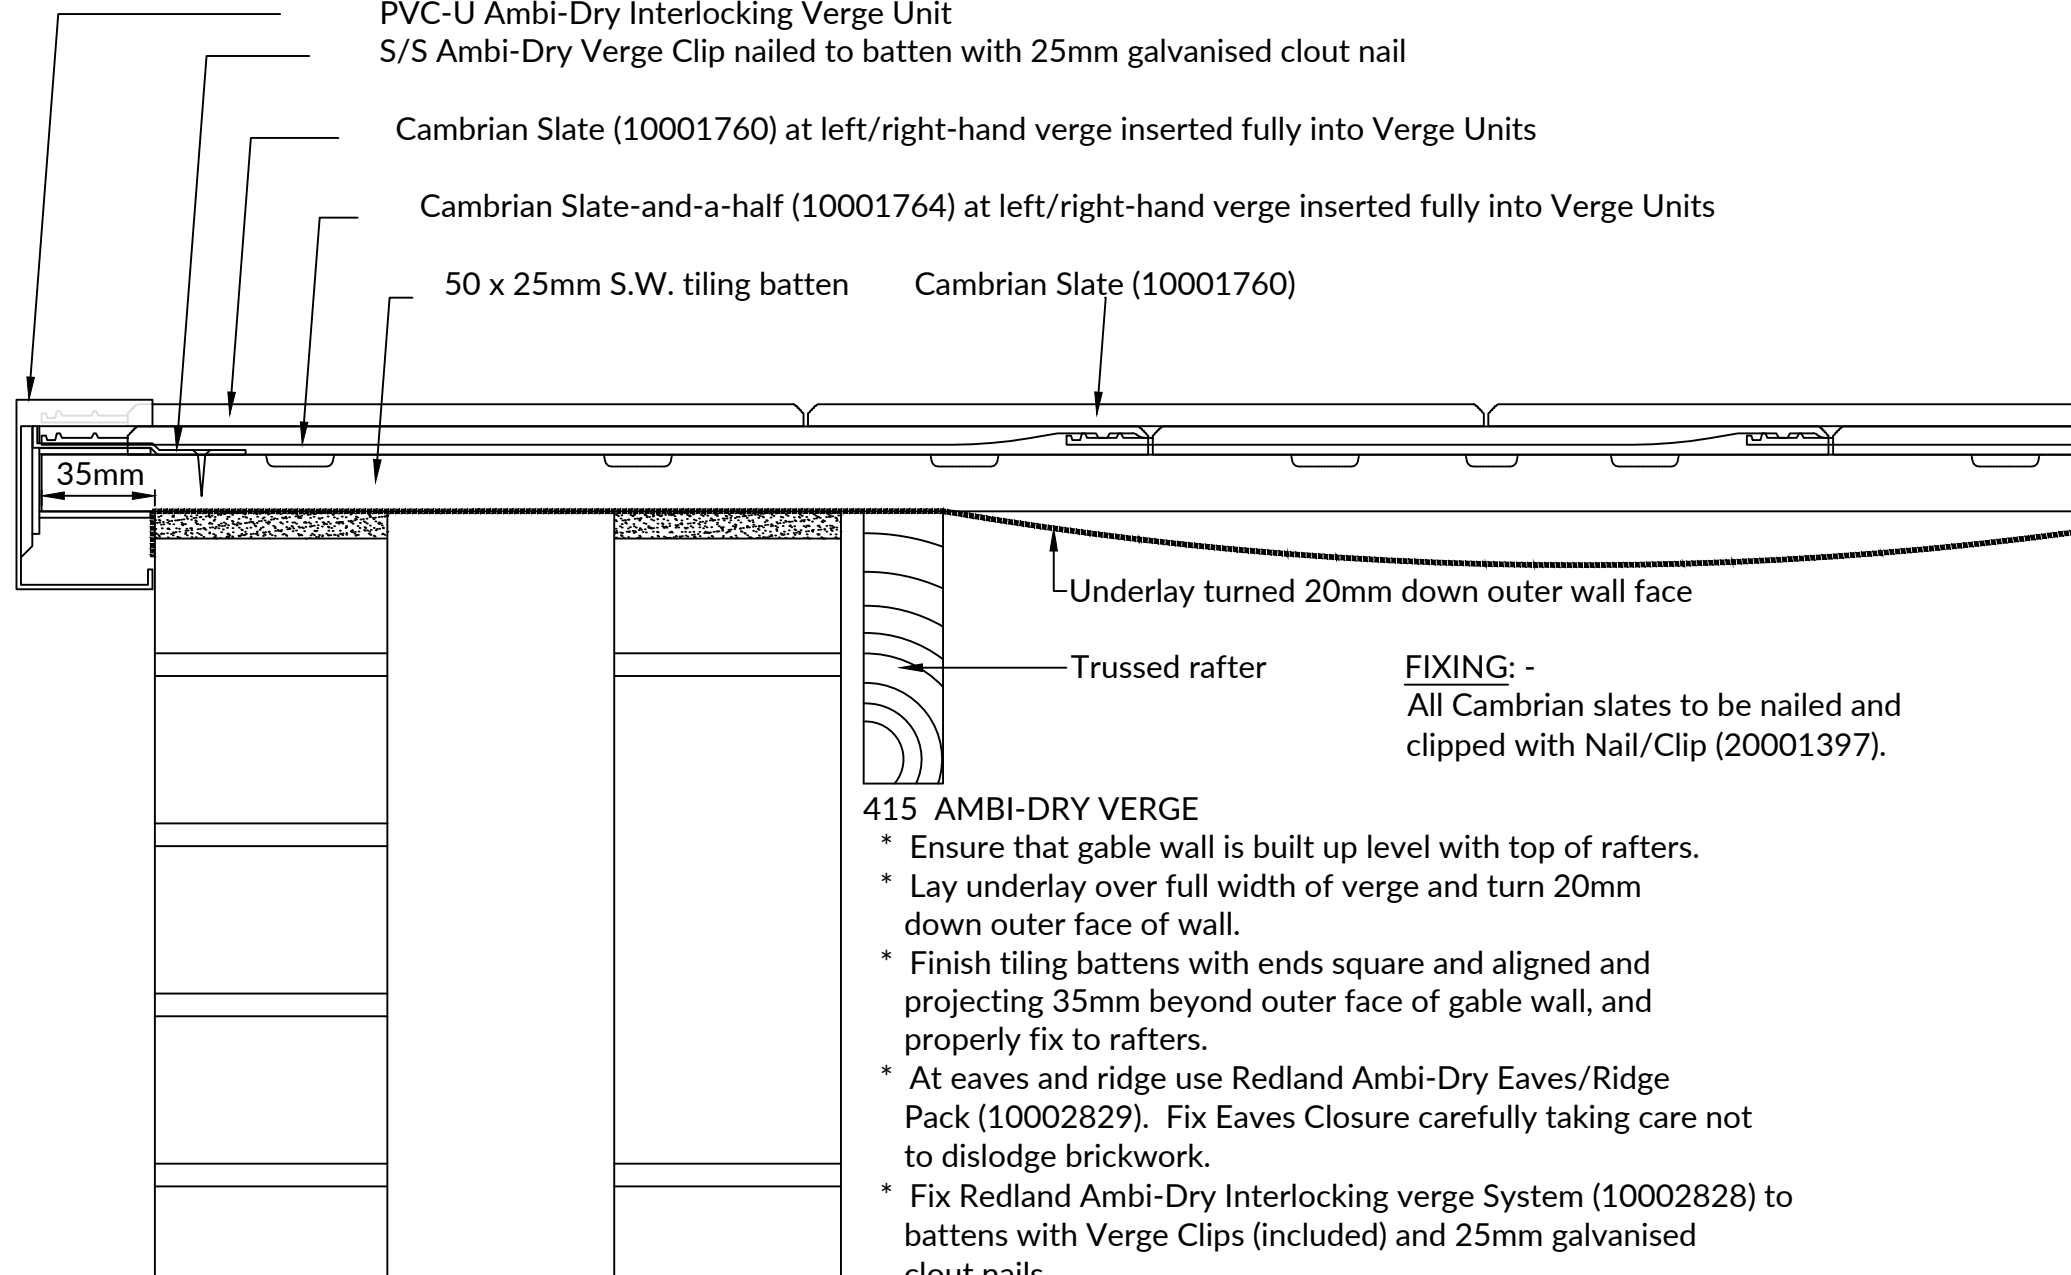 PVC-U Ambi-Dry Interlocking Verge Unit
S/S Ambi-Dry Verge Clip nailed to batten with 25mm galvanised clout nail
Cambrian Slate (10001760) at left/right-hand verge inserted fully into Verge Units
Cambrian Slate-and-a-half (10001764) at left/right-hand verge inserted fully into Verge Units
50 x 25mm S.W. tiling batten
Cambrian Slate (10001760)
35mm
Underlay turned 20mm down outer wall face
Trussed rafter
FIXING: -
All Cambrian slates to be nailed and
clipped with Nail/Clip (20001397).
415 AMBI-DRY VERGE
* Ensure that gable wall is built up level with top of rafters.
* Lay underlay over full width of verge and turn 20mm
down outer face of wall.
* Finish tiling battens with ends square and aligned and
projecting 35mm beyond outer face of gable wall, and
properly fix to rafters.
* At eaves and ridge use Redland Ambi-Dry Eaves/Ridge
Pack (10002829). Fix Eaves Closure carefully taking care not
to dislodge brickwork.
* Fix Redland Ambi-Dry Interlocking verge System (10002828) to
battens with Verge Clips (included) and 25mm galvanised
clout nails